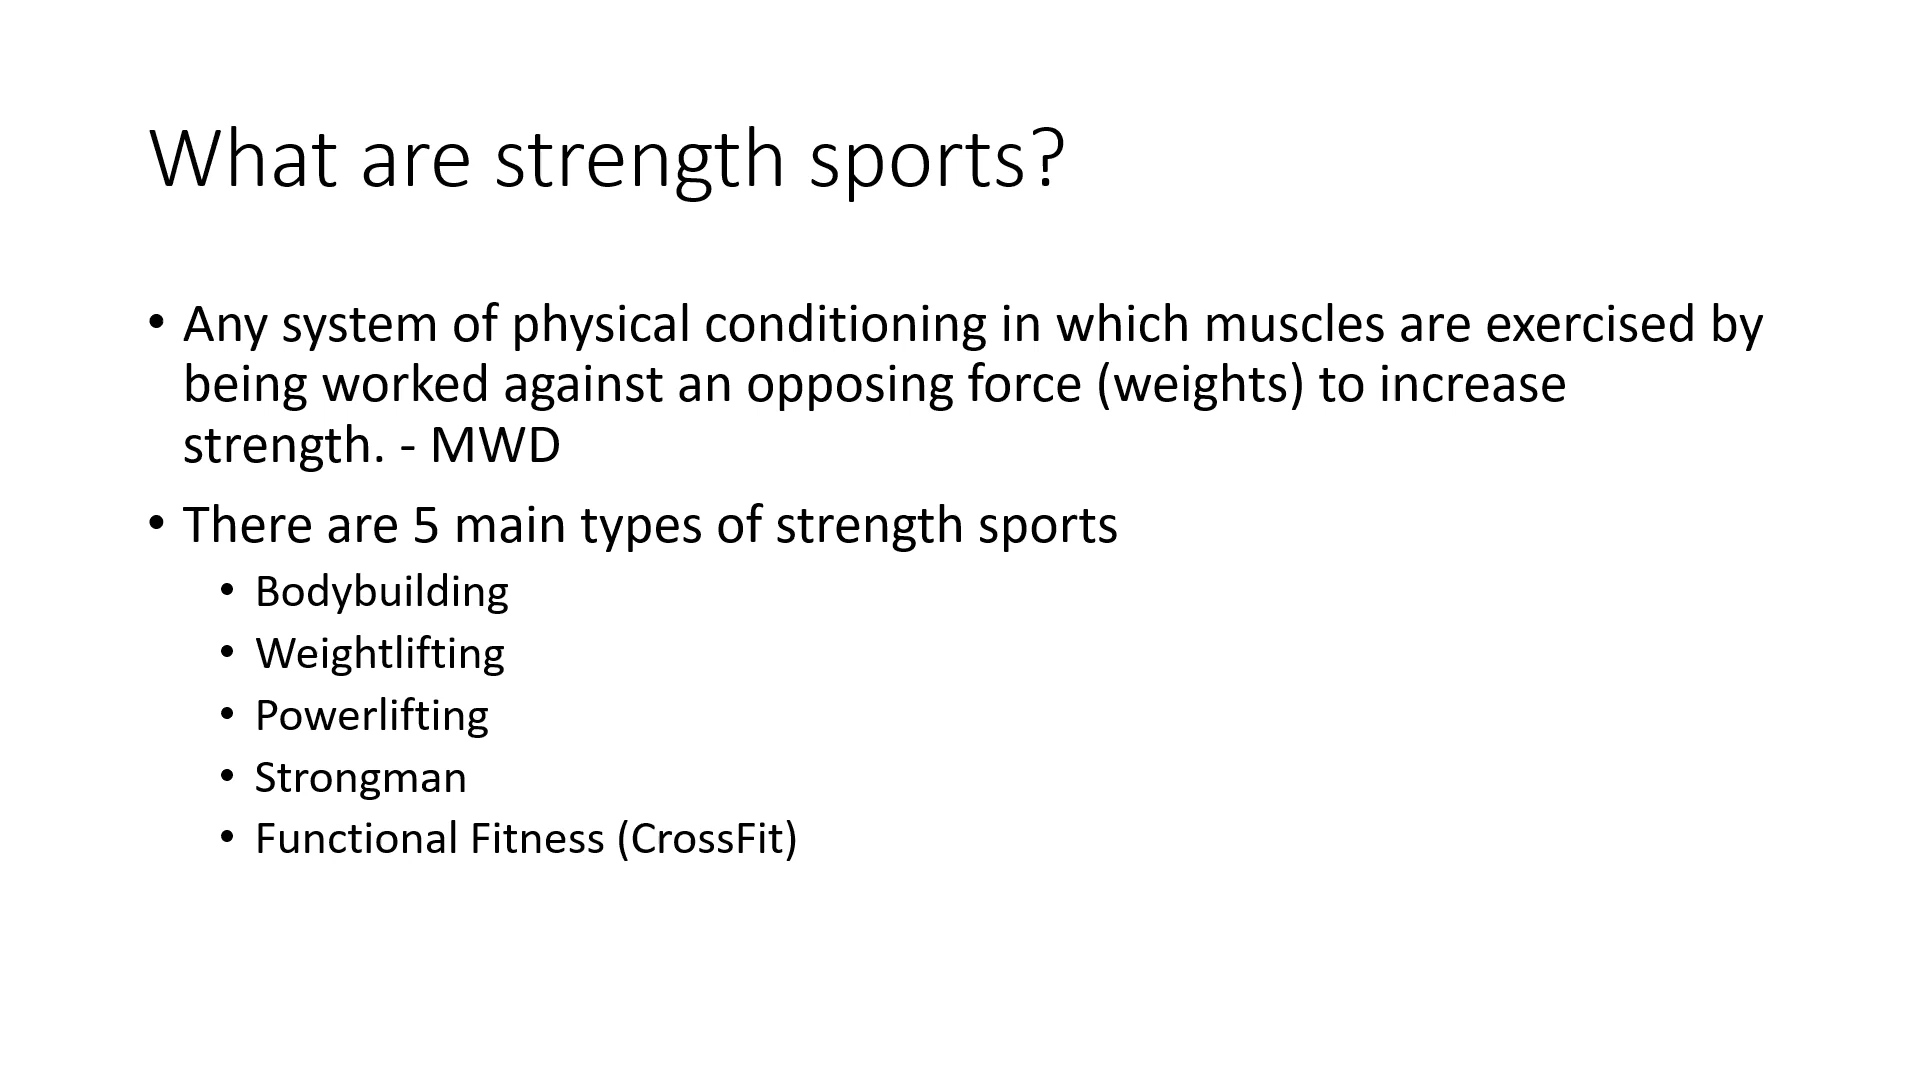 What are strength sports?
• Any system of physical conditioning in which muscles are exercised by
being worked against an opposing force (weights) to increase
strength. - MWD
• There are 5 main types of strength sports
• Bodybuilding
• Weightlifting
• Powerlifting
• Strongman
• Functional Fitness (CrossFit)